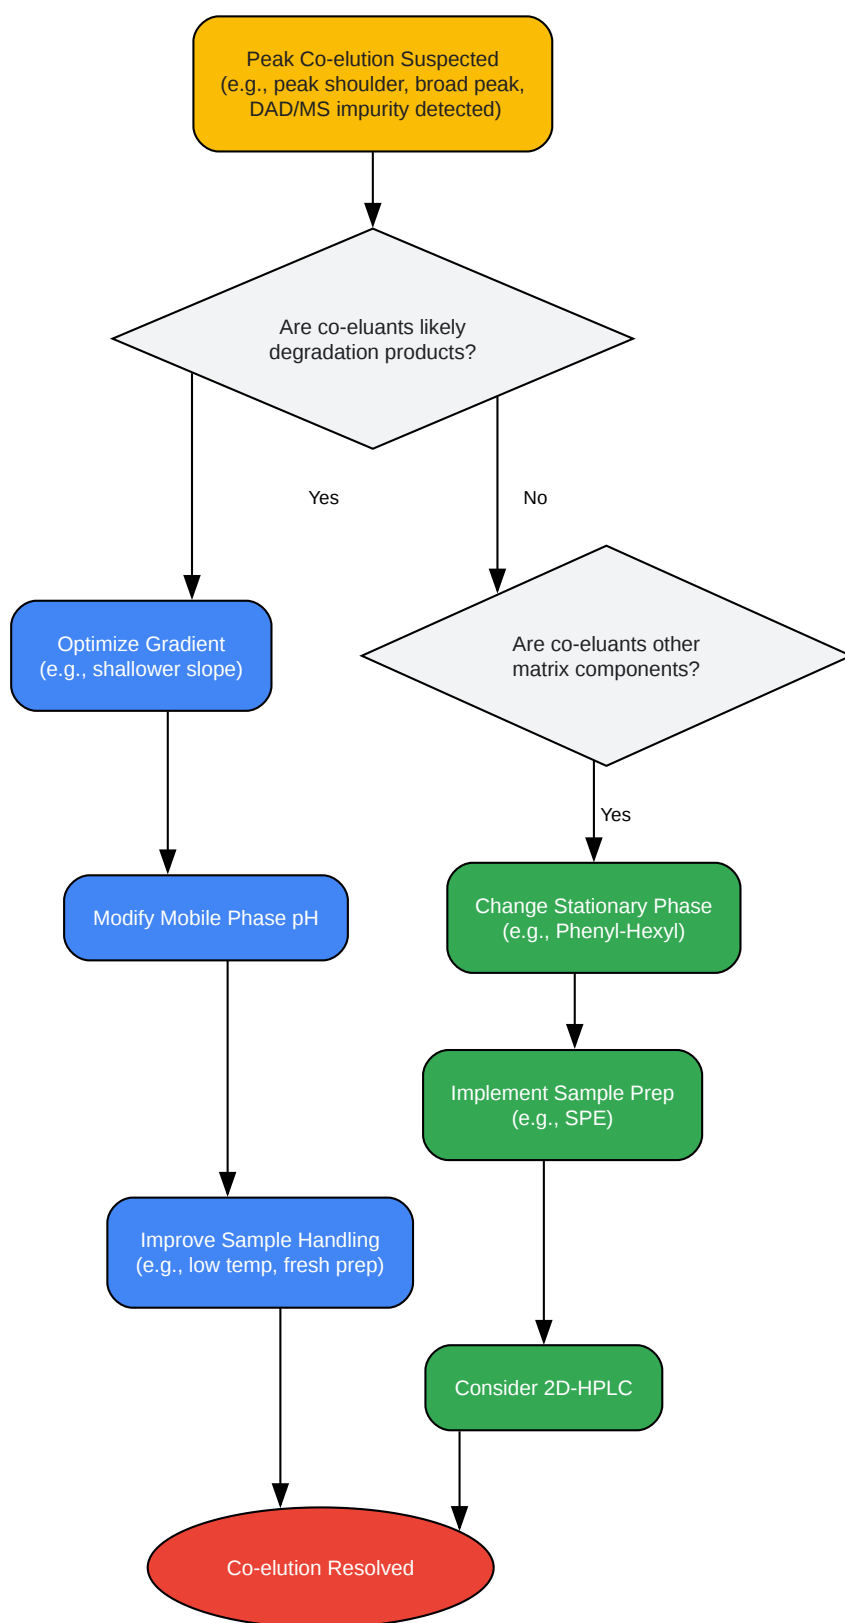 Peak Co-elution Suspected
(e.g., peak shoulder, broad peak,
DAD/MS impurity detected)
Are co-eluants likely
degradation products?
Yes
No
Optimize Gradient
(e.g., shallower slope)
Are co-eluants other
matrix components?
Yes
Modify Mobile Phase pH
Change Stationary Phase
(e.g., Phenyl-Hexyl)
Implement Sample Prep
(e.g., SPE)
Improve Sample Handling
(e.g., low temp, fresh prep)
Consider 2D-HPLC
Co-elution Resolved